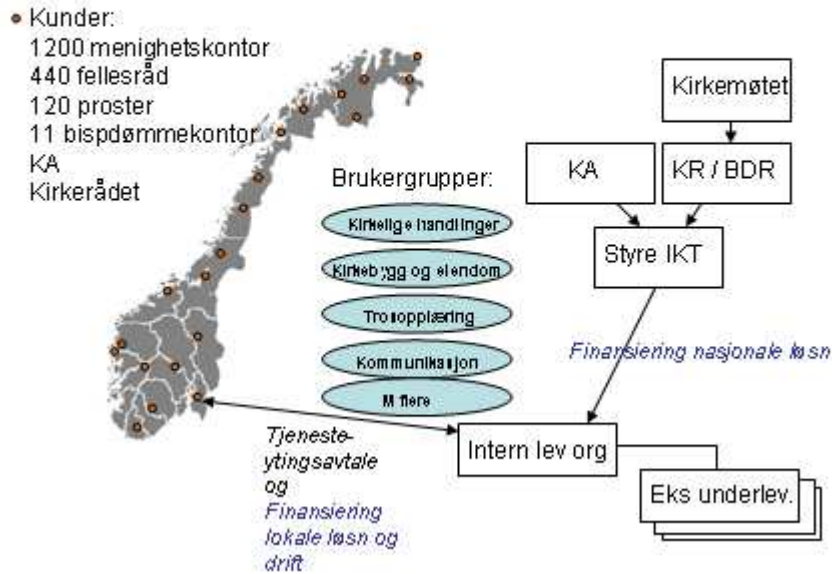 Kunder:
1200 menighetskontor
440 fellesråd
120 proster
11 bispdømmekontor
KA
Kirkerådet
Brukergrupper:
Kirkelige handlinger
Kirkebygg og eiendom
Trosopplæring
Kommunikasjon
M flere
Kirkemøtet
KA
KR / BDR
Styre IKT
Finansiering nasjonale løsn
Intern lev org
Eks underlev.
Tjeneste-
ytingsavtale
og
Finansiering
lokale løsn og
drift